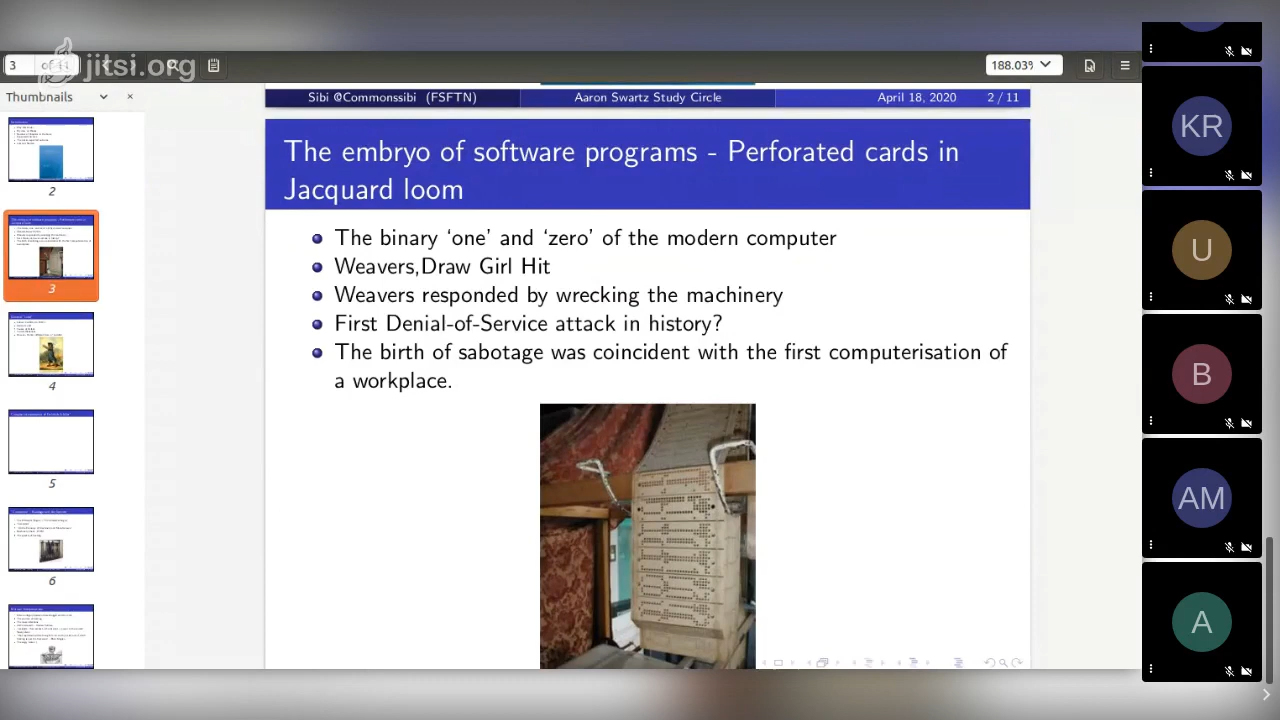 jitsi.org
3
of 11
188.03%
Thumbnails
2
3
4
5
6
Sibi @Commonssibi (FSFTN)
Aaron Swartz Study Circle
April 18, 2020
2 / 11
The embryo of software programs - Perforated cards in
Jacquard loom
The binary ‘one’ and ‘zero’ of the modern computer
Weavers,Draw Girl Hit
Weavers responded by wrecking the machinery
First Denial-of-Service attack in history?
The birth of sabotage was coincident with the first computerisation of
a workplace.
KR
U
B
AM
A